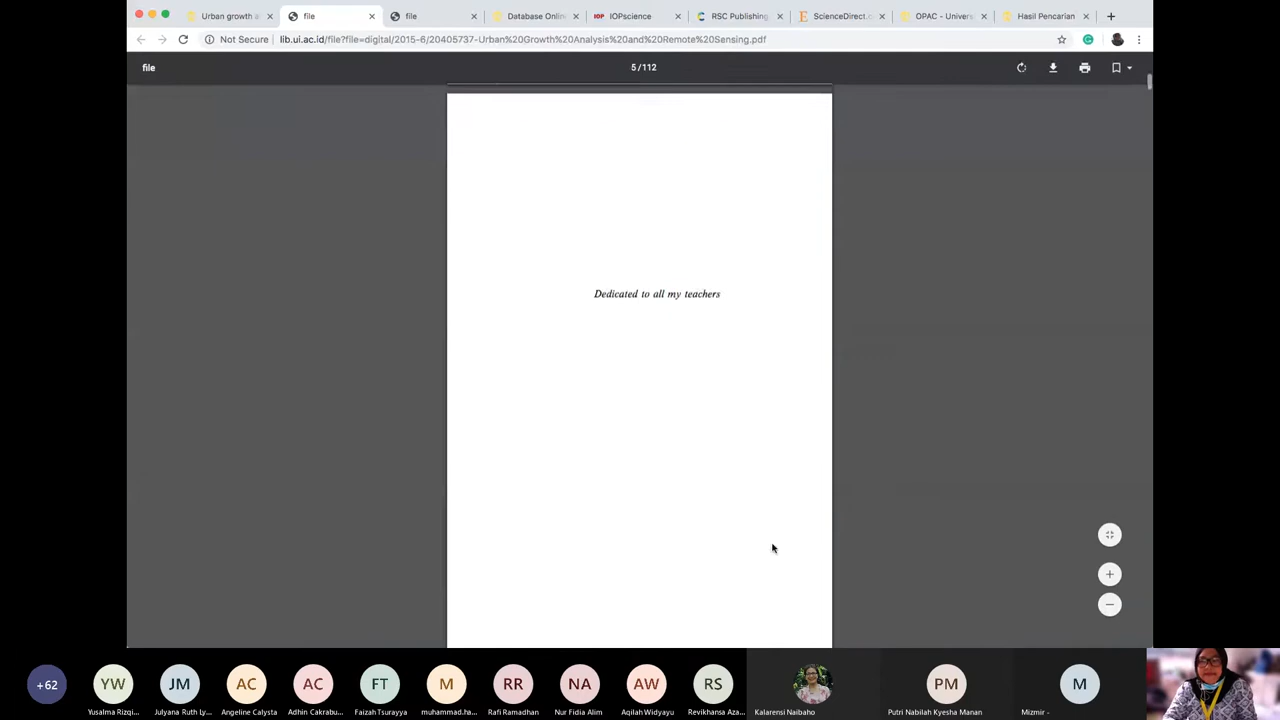 Urban growth a
file
file
Database Onlin
IOP IOPscience
RSC Publishing
ScienceDirect.c
OPAC - Univers
Hasil Pencarian
Not Secure
lib.ui.ac.id/file?file=digital/2015-6/20405737-Urban%20Growth%20Analysis%20and%20Remote%20Sensing.pdf
file
5 / 112
Dedicated to all my teachers
+62
YW
JM
AC
AC
FT
M
RR
NA
AW
RS
PM
M
Yusalma Rizqi...
Julyana Ruth Ly...
Angeline Calysta
Adhin Cakrabu...
Faizah Tsurayya
muhammad.ha...
Rafi Ramadhan
Nur Fidia Alim
Aqilah Widyayu
Revikhansa Aza...
Kalarensi Naibaho
Putri Nabilah Kyesha Manan
Mizmir -